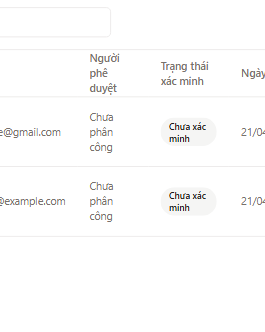 Người
phê
duyệt
Trạng thái
xác minh
Ngày
e@gmail.com
Chưa
phân
công
Chưa xác
minh
21/04
@example.com
Chưa
phân
công
Chưa xác
minh
21/04